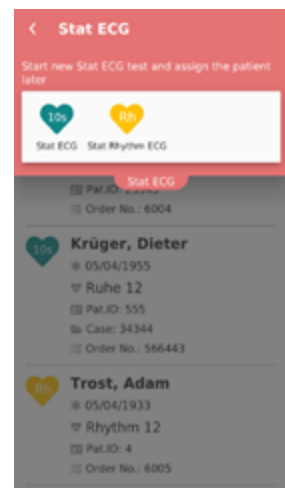 Stat ECG
Start new Stat ECG test and assign the patient
later
10s
Rh
Stat ECG
Stat Rhythm ECG
Stat ECG
Pat.ID:
Order No.: 6004
10s
Krüger, Dieter
05/04/1955
Ruhe 12
Pat.ID: 555
Case: 34344
Order No.: 566443
Rh
Trost, Adam
05/04/1933
Rhythm 12
Pat.ID: 4
Order No.: 6005